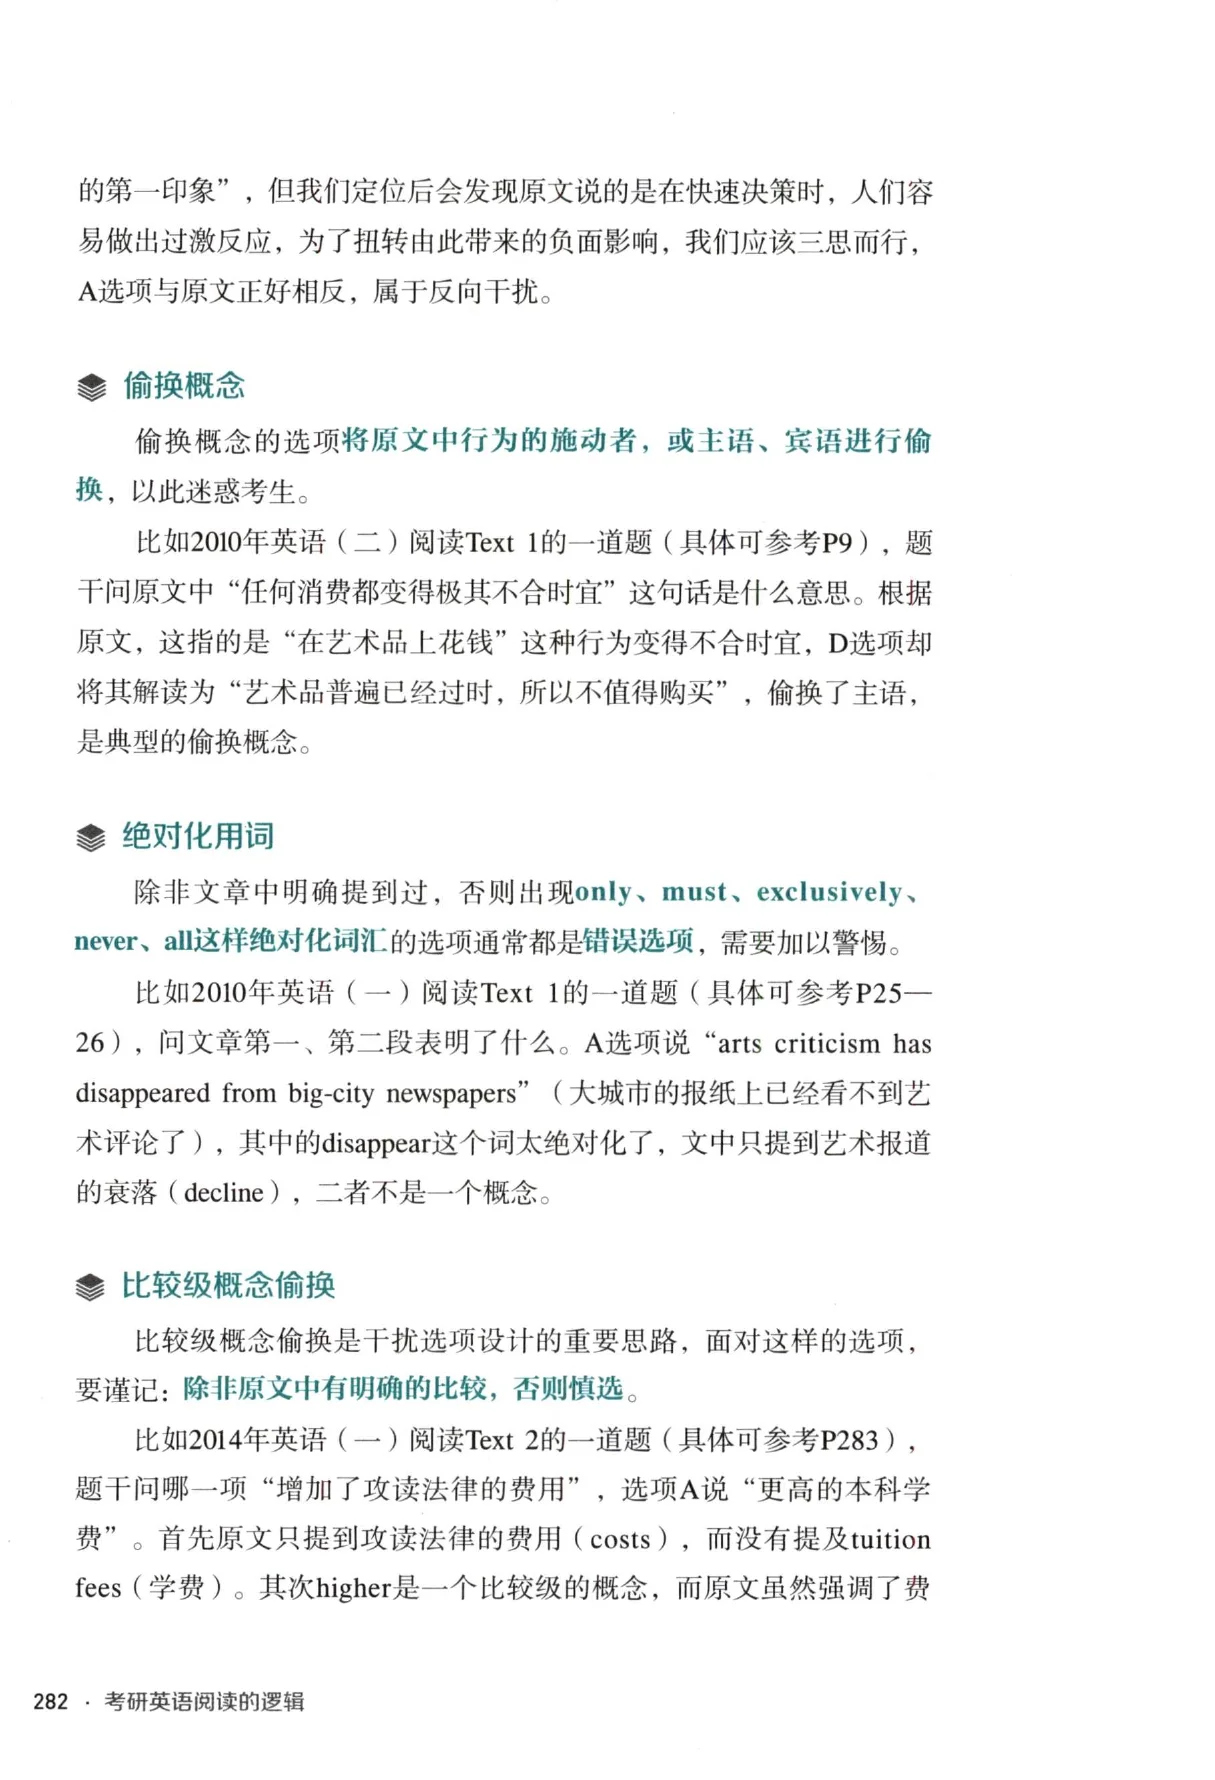 的第一印象”，但我们定位后会发现原文说的是在快速决策时，人们容
易做出过激反应，为了扭转由此带来的负面影响，我们应该三思而行，
A选项与原文正好相反，属于反向干扰。
偷换概念
偷换概念的选项将原文中行为的施动者，或主语、宾语进行偷
换，以此迷惑考生。
比如2010年英语（二）阅读Text 1的一道题（具体可参考P9），题
干问原文中“任何消费都变得极其不合时宜”这句话是什么意思。根据
原文，这指的是“在艺术品上花钱”这种行为变得不合时宜，D选项却
将其解读为“艺术品普遍已经过时，所以不值得购买”，偷换了主语，
是典型的偷换概念。
绝对化用词
除非文章中明确提到过，否则出现only、must、exclusively、
never、all这样绝对化词汇的选项通常都是错误选项，需要加以警惕。
比如2010年英语（一）阅读Text 1的一道题（具体可参考P25—
26），问文章第一、第二段表明了什么。A选项说“arts criticism has
disappeared from big-city newspapers”（大城市的报纸上已经看不到艺
术评论了），其中的disappear这个词太绝对化了，文中只提到艺术报道
的衰落（decline），二者不是一个概念。
比较级概念偷换
比较级概念偷换是干扰选项设计的重要思路，面对这样的选项，
要谨记：除非原文中有明确的比较，否则慎选。
比如2014年英语（一）阅读Text 2的一道题（具体可参考P283），
题干问哪一项“增加了攻读法律的费用”，选项A说“更高的本科学
费”。首先原文只提到攻读法律的费用（costs），而没有提及tuition
fees（学费）。其次higher是一个比较级的概念，而原文虽然强调了费
282 · 考研英语阅读的逻辑